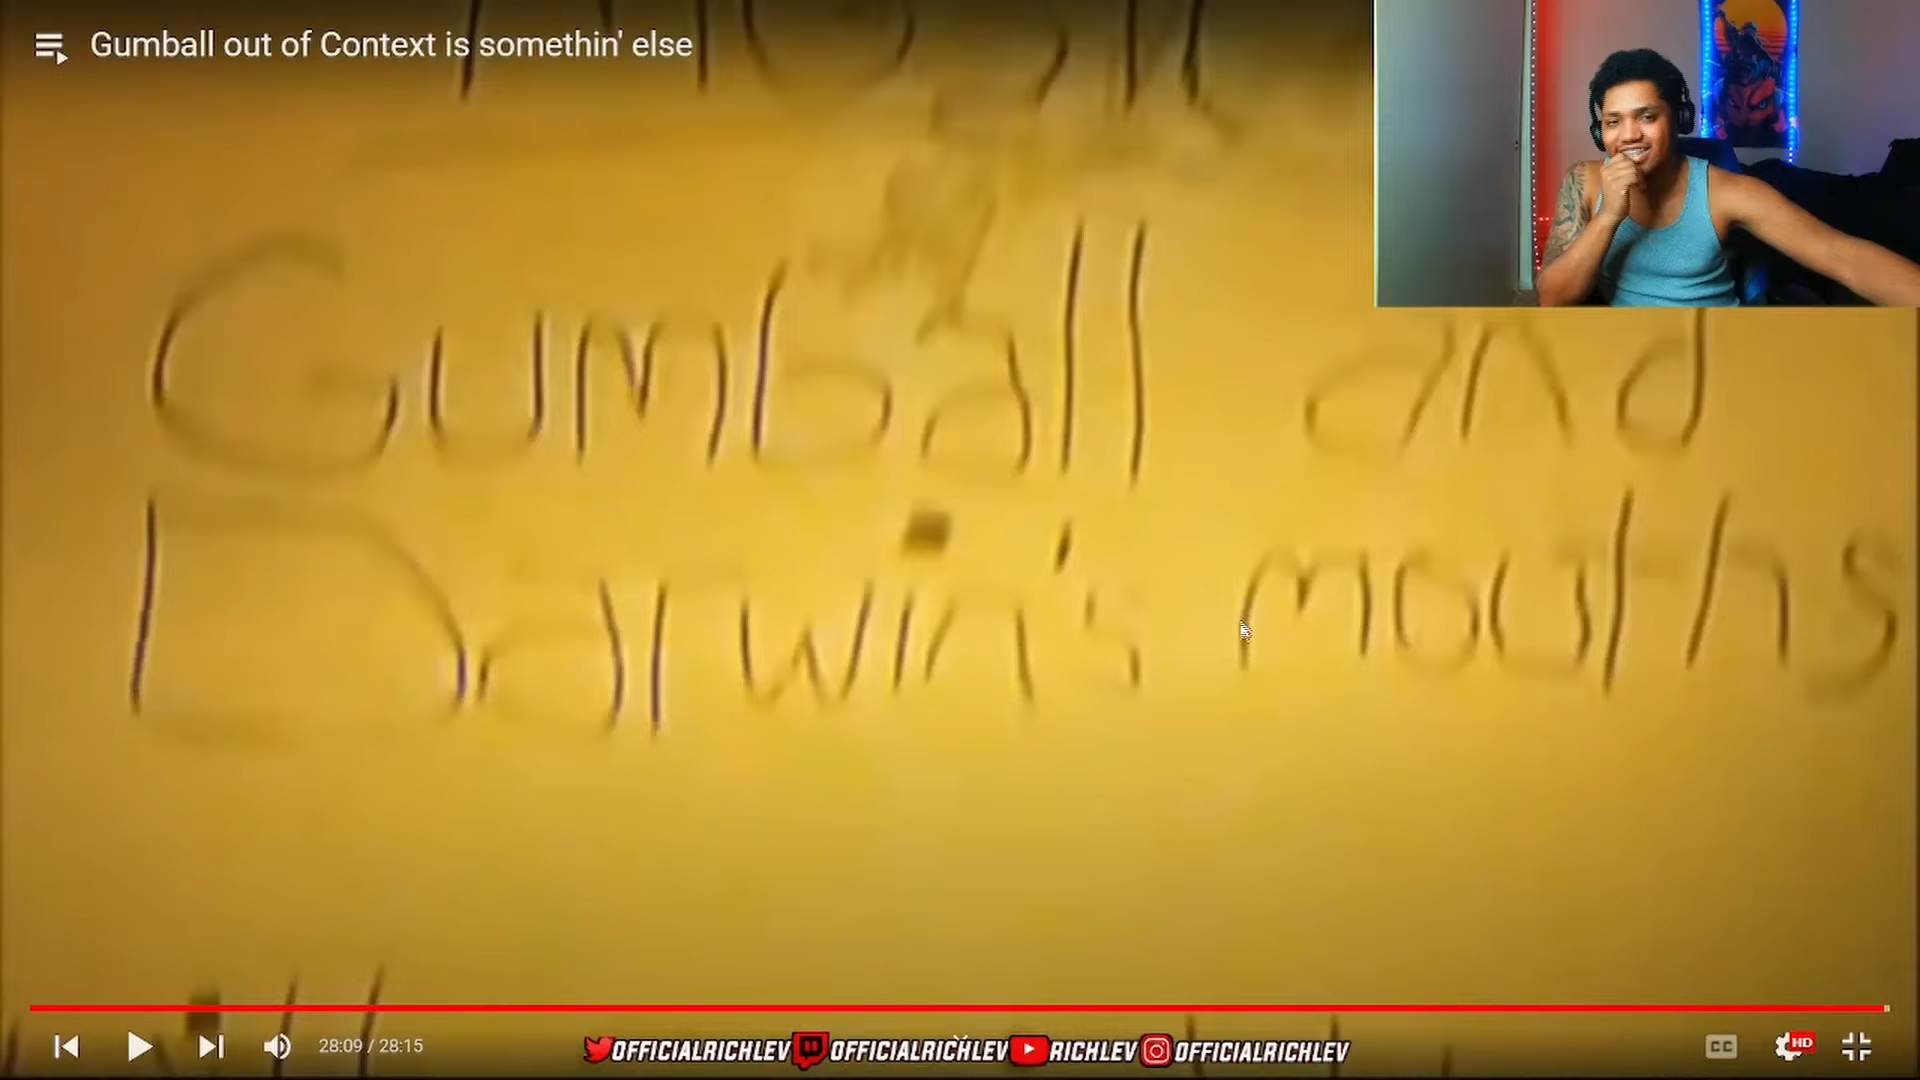 Gumball out of Context is somethin' else
Gumball and
Darwin's mouths
28:09 / 28:15
OFFICIALRICHLEV OFFICIALRICHLEV RICHLEV OFFICIALRICHLEV
CC HD